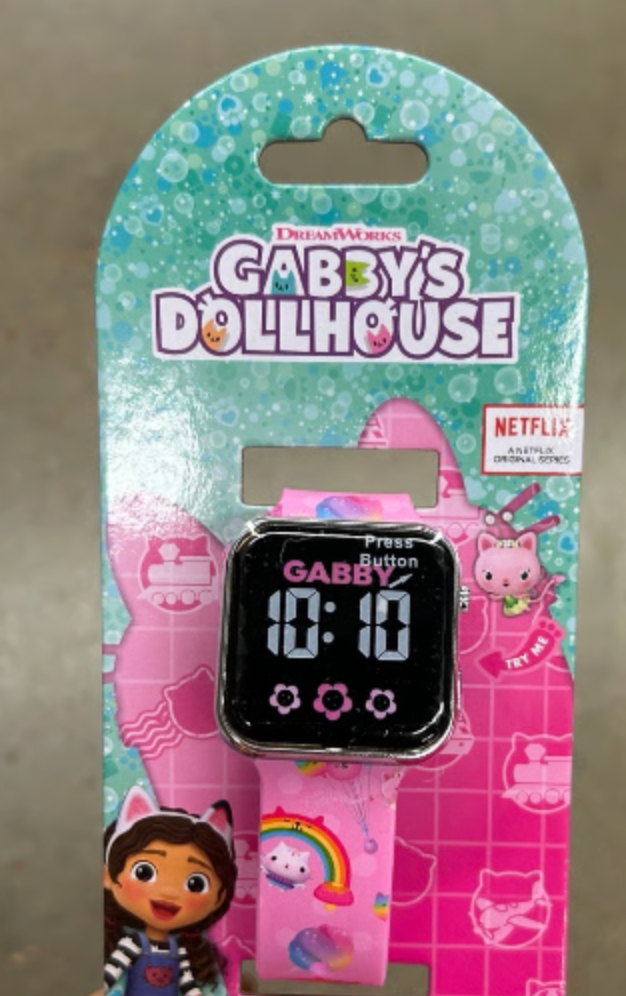 DREAMWORKS
GABBY'S
DOLLHOUSE
NETFLIX
A NETFLIX
ORIGINAL SERIES
Press
Button
GABBY
10:10
TRY ME